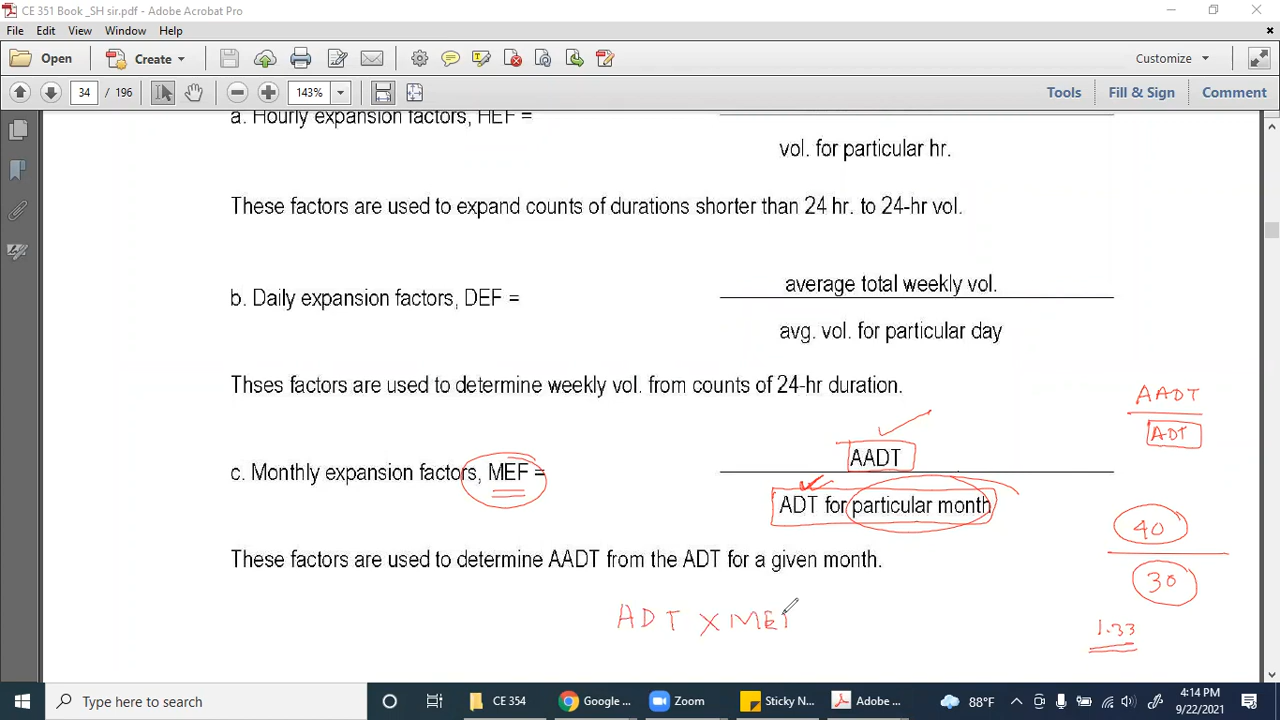 CE 351 Book _SH sir.pdf - Adobe Acrobat Pro
File Edit View Window Help
Open Create Customize
34 / 196 143% Tools Fill & Sign Comment
a. Hourly expansion factors, HEF =
vol. for particular hr.
These factors are used to expand counts of durations shorter than 24 hr. to 24-hr vol.
average total weekly vol.
b. Daily expansion factors, DEF =
avg. vol. for particular day
Thses factors are used to determine weekly vol. from counts of 24-hr duration.
AADT
ADT
AADT
c. Monthly expansion factors, MEF =
ADT for particular month
40
30
These factors are used to determine AADT from the ADT for a given month.
ADT X MEF
1.33
Type here to search CE 354 Google ... Zoom Sticky N... Adobe ... 88°F 4:14 PM
9/22/2021